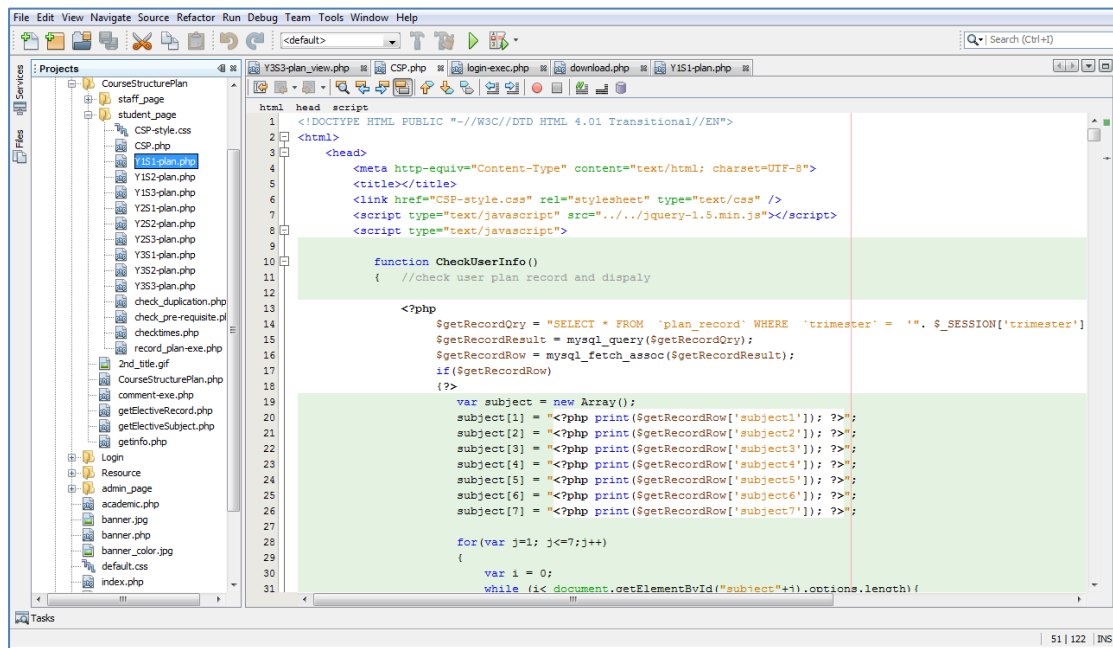 File Edit View Navigate Source Refactor Run Debug Team Tools Window Help
<default>
Search (Ctrl+I)
Services
Files
Projects
CourseStructurePlan
staff_page
student_page
CSP-style.css
CSP.php
Y1S1-plan.php
Y1S2-plan.php
Y1S3-plan.php
Y2S1-plan.php
Y2S2-plan.php
Y2S3-plan.php
Y3S1-plan.php
Y3S2-plan.php
Y3S3-plan.php
check_duplication.php
check_pre-requisite.pl
checktimes.php
record_plan-exe.php
2nd_title.gif
CourseStructurePlan.php
comment-exe.php
getElectiveRecord.php
getElectiveSubject.php
getinfo.php
Login
Resource
admin_page
academic.php
banner.jpg
banner.php
banner_color.jpg
default.css
index.php
Y3S3-plan_view.php CSP.php login-exec.php download.php Y1S1-plan.php
html head script
1 <!DOCTYPE HTML PUBLIC "-//W3C//DTD HTML 4.01 Transitional//EN">
2 <html>
3 <head>
4 <meta http-equiv="Content-Type" content="text/html; charset=UTF-8">
5 <title></title>
6 <link href="CSP-style.css" rel="stylesheet" type="text/css" />
7 <script type="text/javascript" src="../../jquery-1.5.min.js"></script>
8 <script type="text/javascript">
9
10 function CheckUserInfo()
11 { //check user plan record and dispaly
12
13 <?php
14 $getRecordQry = "SELECT * FROM `plan_record` WHERE `trimester` = '". $_SESSION['trimester']
15 $getRecordResult = mysql_query($getRecordQry);
16 $getRecordRow = mysql_fetch_assoc($getRecordResult);
17 if($getRecordRow)
18 {?>
19 var subject = new Array();
20 subject[1] = "<?php print($getRecordRow['subject1']); ?>";
21 subject[2] = "<?php print($getRecordRow['subject2']); ?>";
22 subject[3] = "<?php print($getRecordRow['subject3']); ?>";
23 subject[4] = "<?php print($getRecordRow['subject4']); ?>";
24 subject[5] = "<?php print($getRecordRow['subject5']); ?>";
25 subject[6] = "<?php print($getRecordRow['subject6']); ?>";
26 subject[7] = "<?php print($getRecordRow['subject7']); ?>";
27
28 for(var j=1; j<=7;j++)
29 {
30 var i = 0;
31 while (i< document.getElementById("subject"+j).options.length){
Tasks
51 | 122 INS